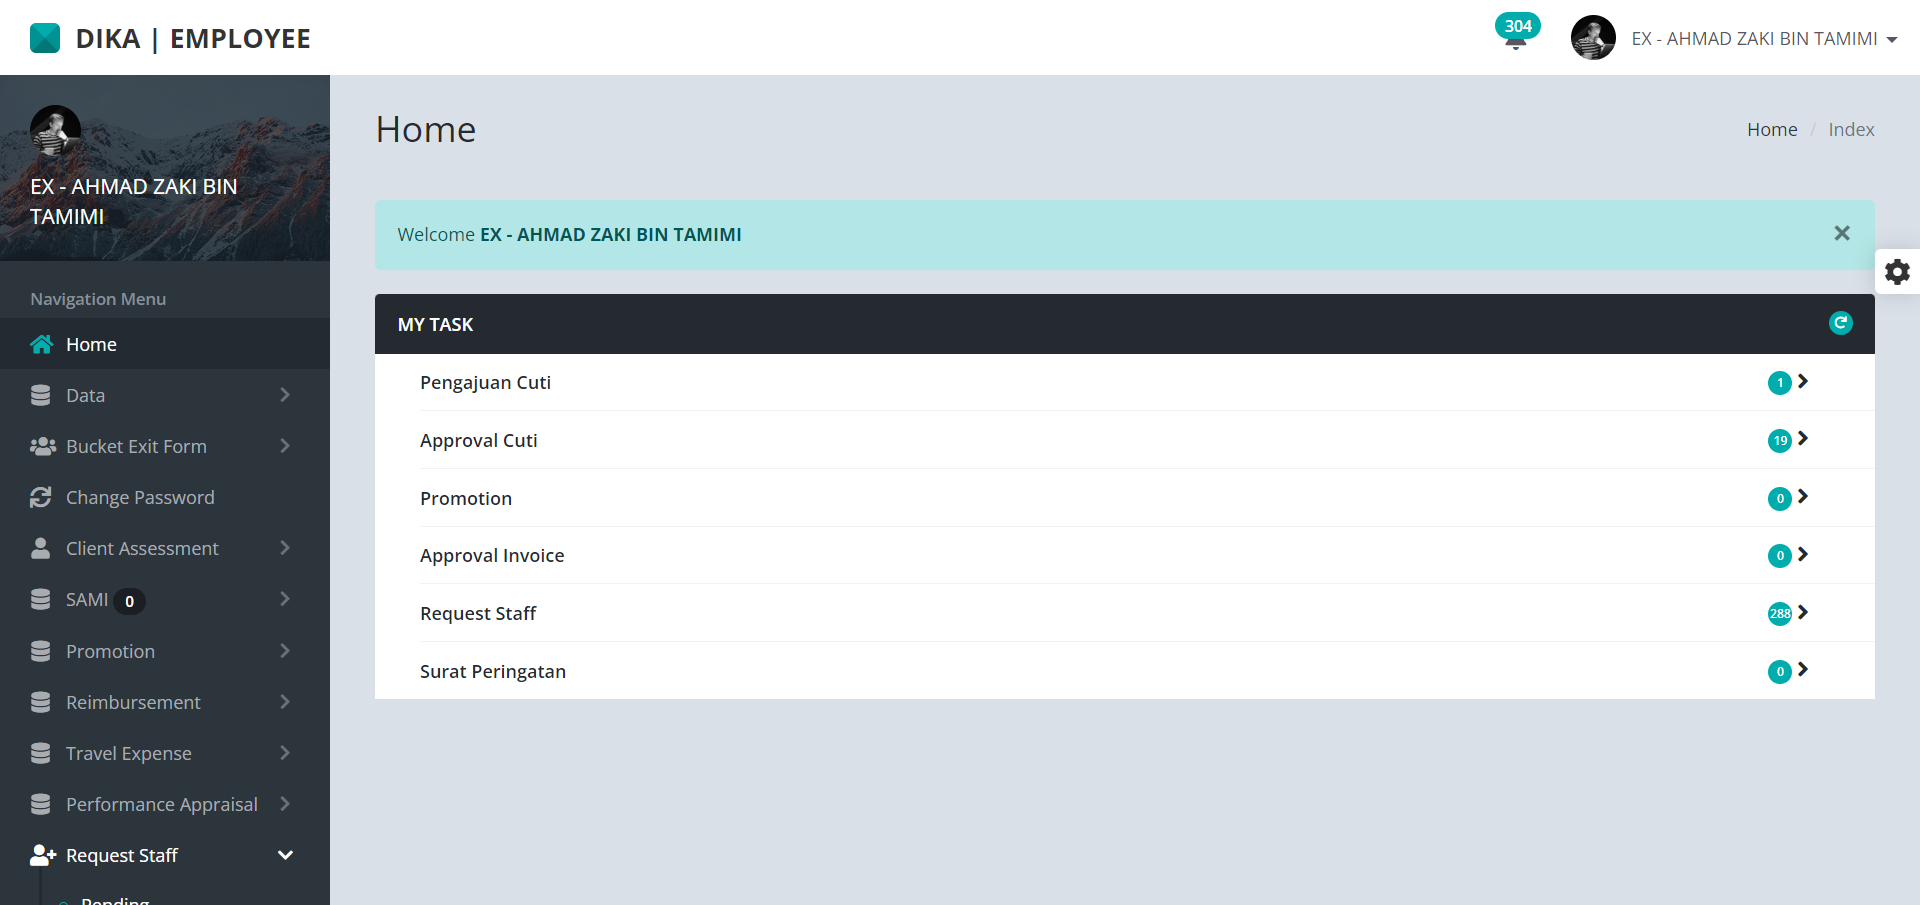 DIKA | EMPLOYEE
304
EX - AHMAD ZAKI BIN TAMIMI
EX - AHMAD ZAKI BIN
TAMIMI
Navigation Menu
Home
Data
Bucket Exit Form
Change Password
Client Assessment
SAMI 0
Promotion
Reimbursement
Travel Expense
Performance Appraisal
Request Staff
Pending
Home
Home / Index
Welcome EX - AHMAD ZAKI BIN TAMIMI
MY TASK
Pengajuan Cuti 1
Approval Cuti 19
Promotion 0
Approval Invoice 0
Request Staff 288
Surat Peringatan 0